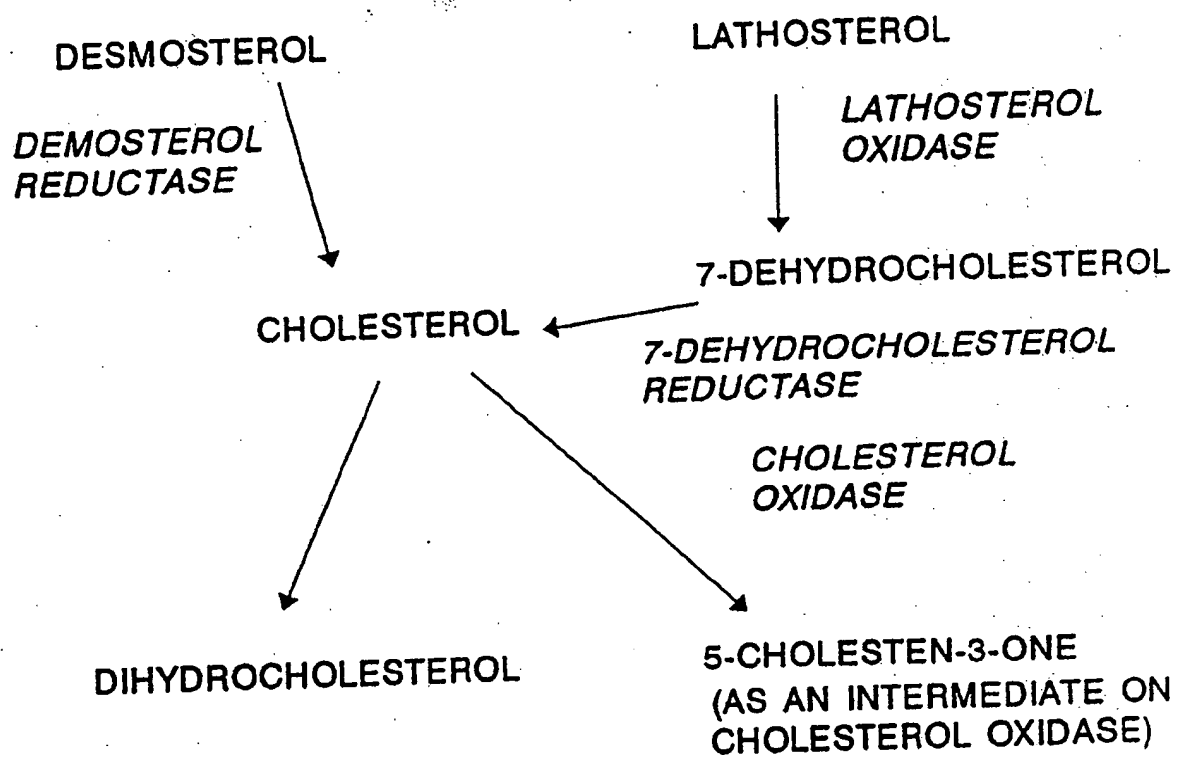 DESMOSTEROL
LATHOSTEROL
DEMOSTEROL
REDUCTASE
LATHOSTEROL
OXIDASE
7-DEHYDROCHOLESTEROL
CHOLESTEROL
7-DEHYDROCHOLESTEROL
REDUCTASE
CHOLESTEROL
OXIDASE
DIHYDROCHOLESTEROL
5-CHOLESTEN-3-ONE
(AS AN INTERMEDIATE ON
CHOLESTEROL OXIDASE)